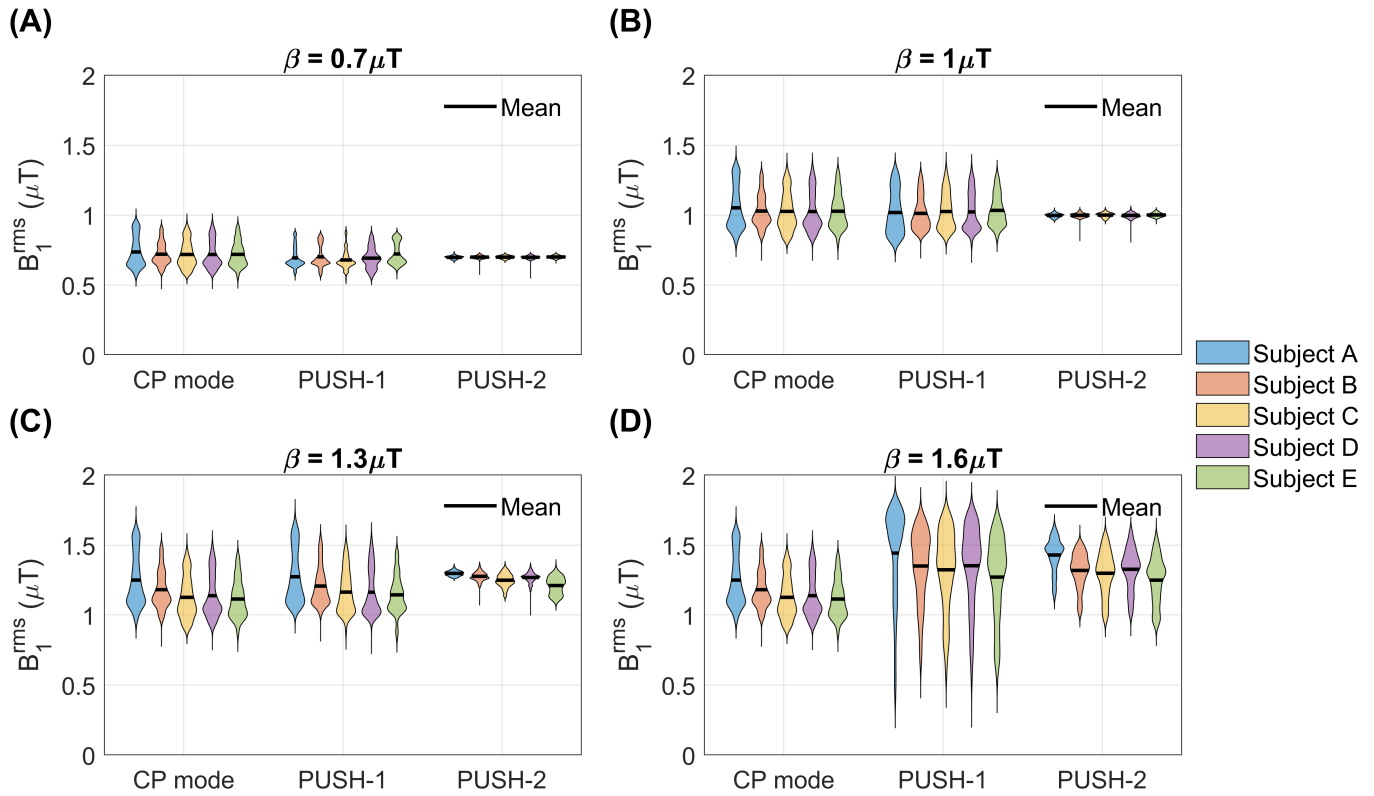 (A)
β = 0.7μT
2
1.5
1
0.5
0
B₁ʳᵐˢ (μT)
Mean
CP mode PUSH-1 PUSH-2
(B)
β = 1μT
2
1.5
1
0.5
0
B₁ʳᵐˢ (μT)
Mean
CP mode PUSH-1 PUSH-2
Subject A
Subject B
Subject C
Subject D
Subject E
(C)
β = 1.3μT
2
1.5
1
0.5
0
B₁ʳᵐˢ (μT)
Mean
CP mode PUSH-1 PUSH-2
(D)
β = 1.6μT
2
1.5
1
0.5
0
B₁ʳᵐˢ (μT)
Mean
CP mode PUSH-1 PUSH-2